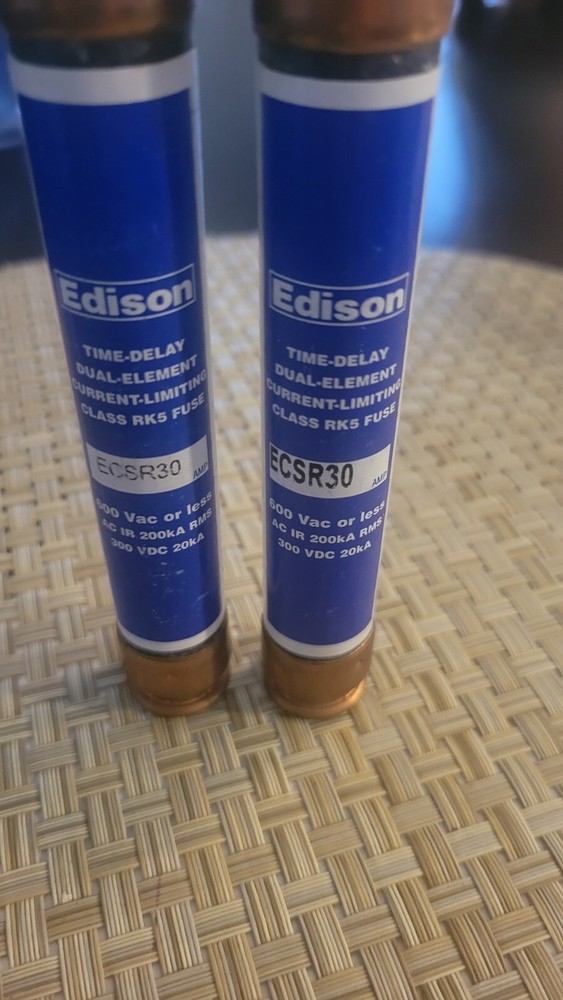 Edison
TIME-DELAY
DUAL-ELEMENT
CURRENT-LIMITING
CLASS RK5 FUSE
ECSR30 AMP
600 Vac or less
AC IR 200kA RMS
300 VDC 20kA
Edison
TIME-DELAY
DUAL-ELEMENT
CURRENT-LIMITING
CLASS RK5 FUSE
ECSR30 AMP
600 Vac or less
AC IR 200kA RMS
300 VDC 20kA